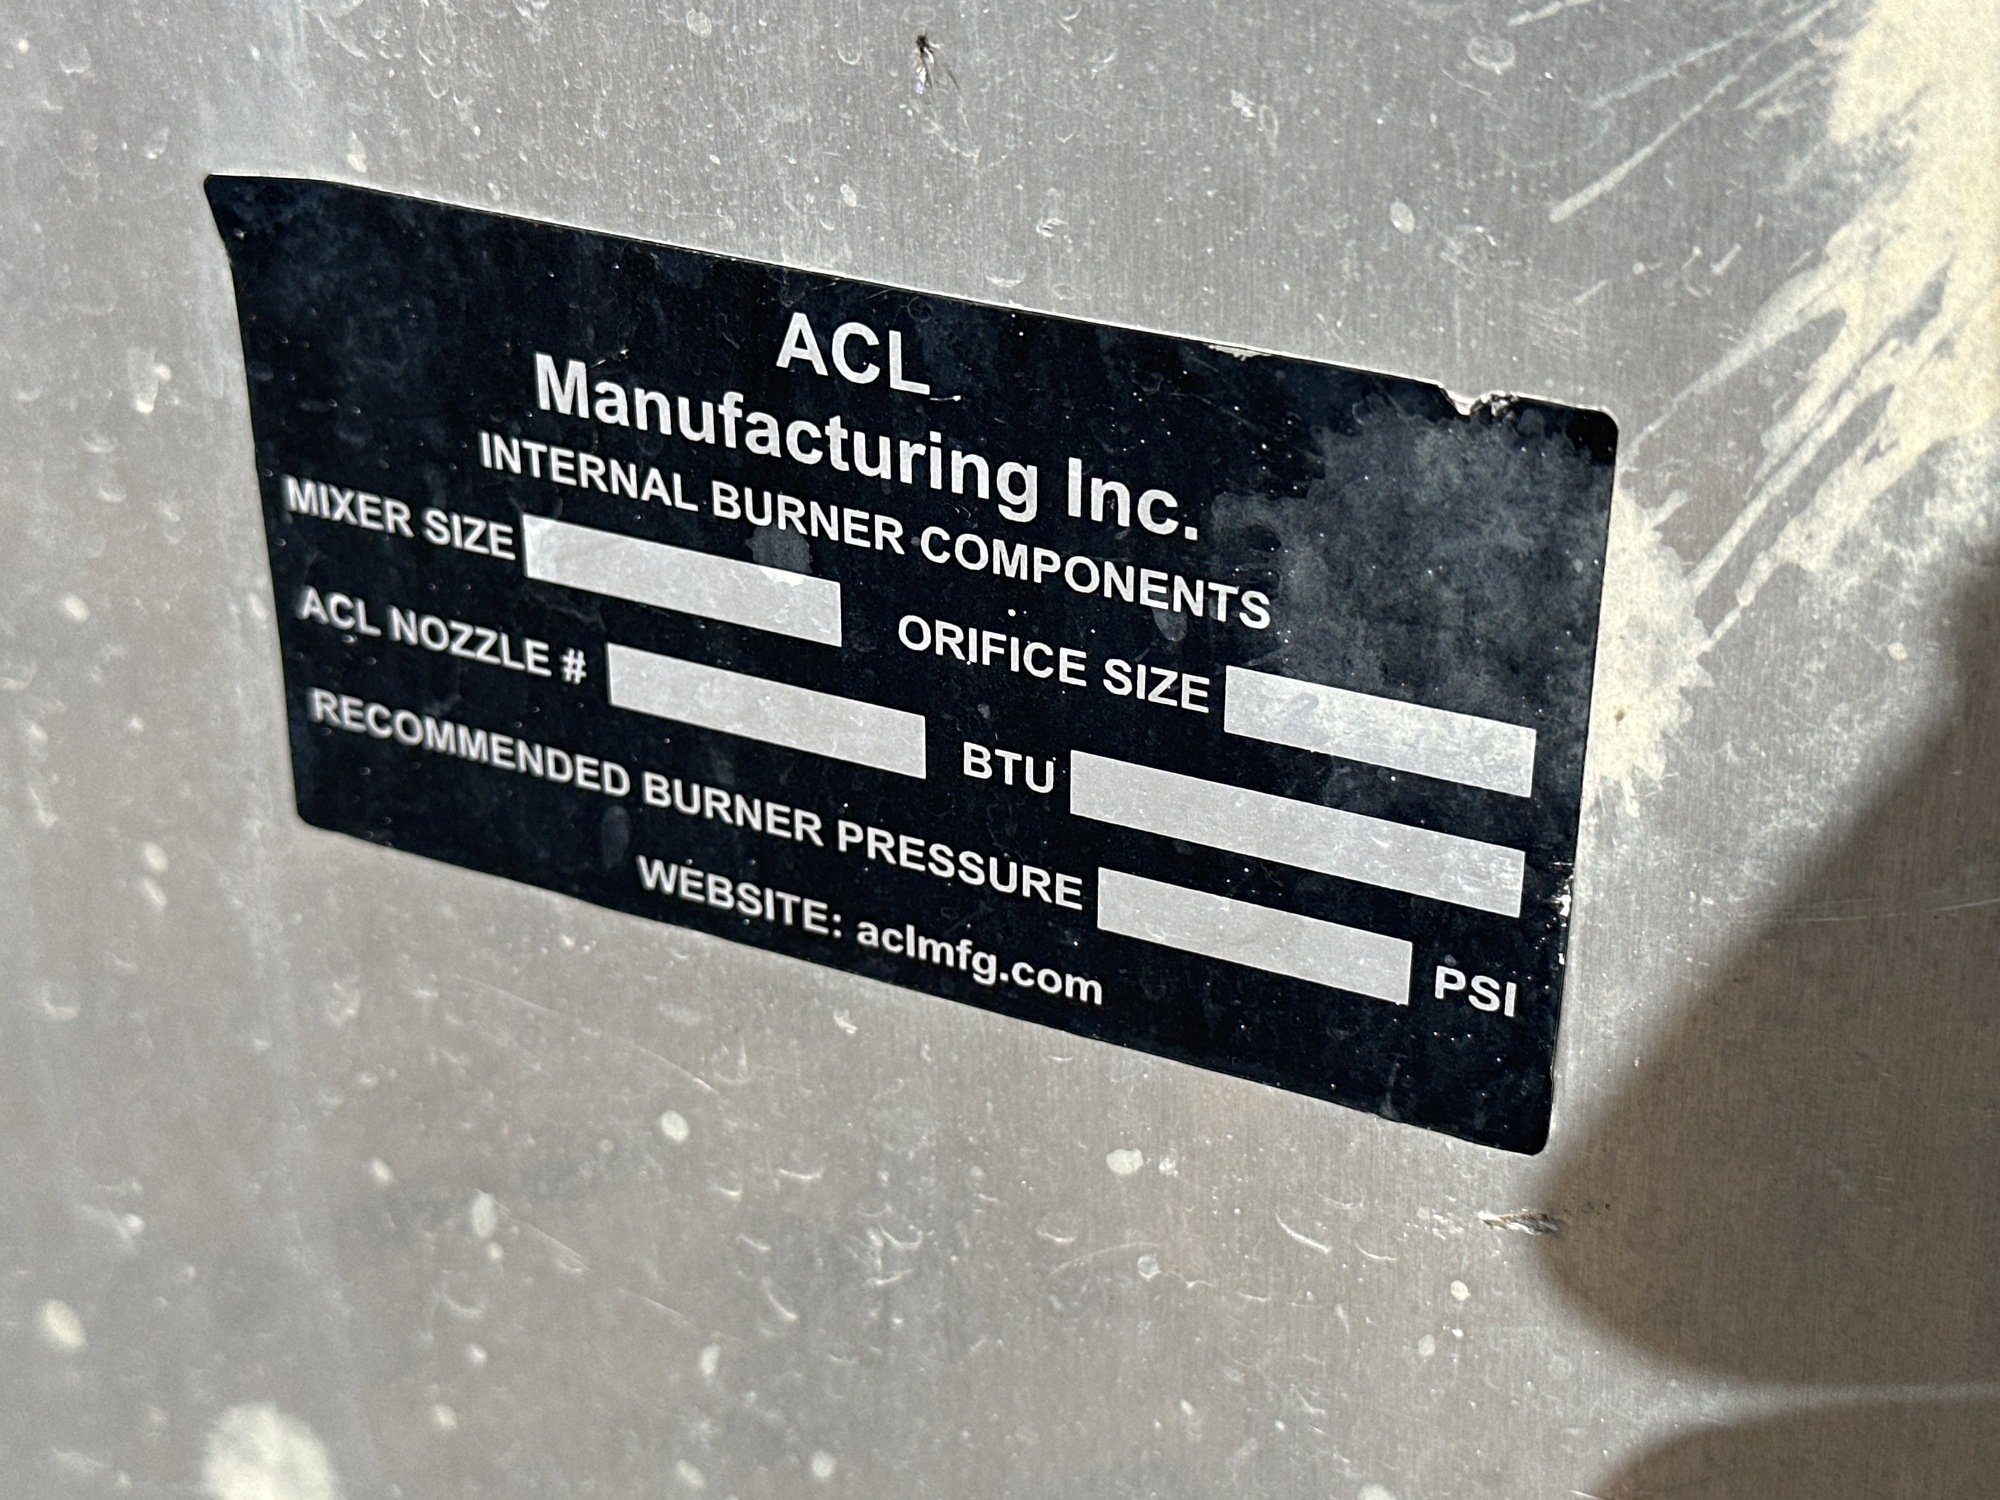 ACL
Manufacturing Inc.
INTERNAL BURNER COMPONENTS
MIXER SIZE ORIFICE SIZE
ACL NOZZLE # BTU
RECOMMENDED BURNER PRESSURE PSI
WEBSITE: aclmfg.com